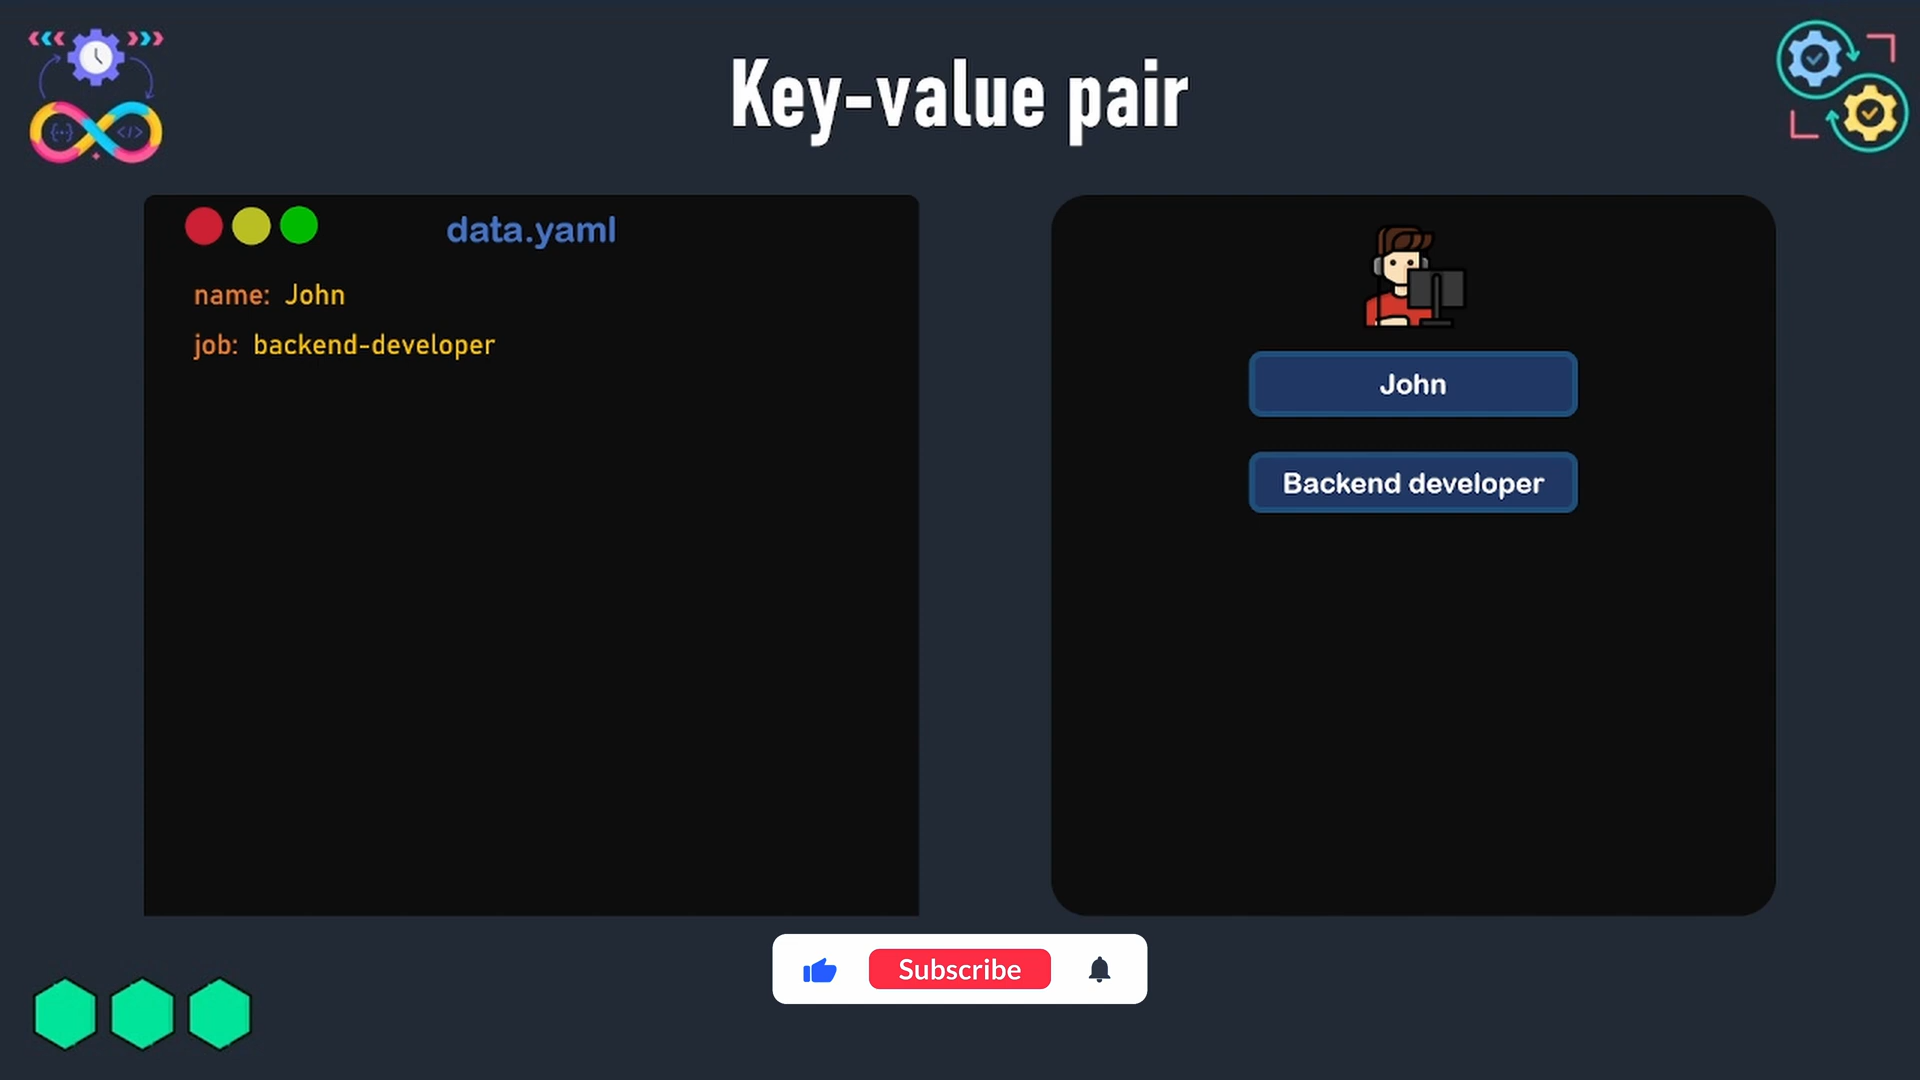 Key-value pair
data.yaml
name: John
job: backend-developer
John
Backend developer
Subscribe